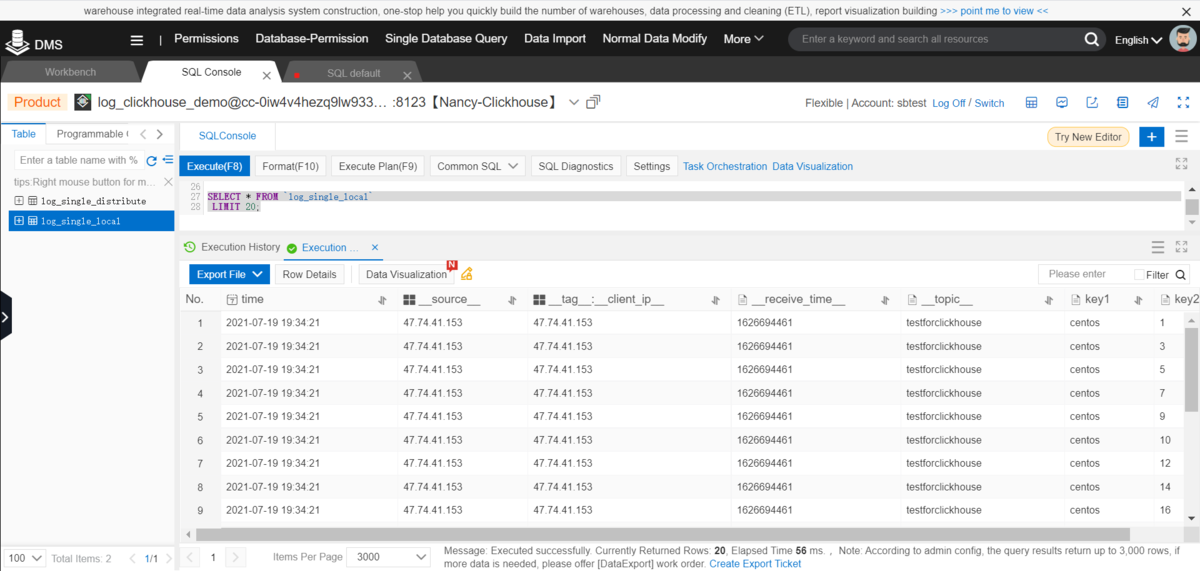 warehouse integrated real-time data analysis system construction, one-stop help you quickly build the number of warehouses, data processing and cleaning (ETL), report visualization building >>> point me to view <<
DMS | Permissions Database-Permission Single Database Query Data Import Normal Data Modify More Enter a keyword and search all resources English
Workbench SQL Console SQL default
Product log_clickhouse_demo@cc-0iw4v4hezq9lw933... :8123【Nancy-Clickhouse】 Flexible | Account: sbtest Log Off / Switch
Table Programmable ( SQLConsole Try New Editor
Enter a table name with % Execute(F8) Format(F10) Execute Plan(F9) Common SQL SQL Diagnostics Settings Task Orchestration Data Visualization
tips:Right mouse button for m...
log_single_distribute
log_single_local
26
27 SELECT * FROM `log_single_local`
28 LIMIT 20;
Execution History Execution ...
Export File Row Details Data Visualization N Please enter Filter
No. time __source__ __tag__:__client_ip__ __receive_time__ __topic__ key1 key2
1 2021-07-19 19:34:21 47.74.41.153 47.74.41.153 1626694461 testforclickhouse centos 1
2 2021-07-19 19:34:21 47.74.41.153 47.74.41.153 1626694461 testforclickhouse centos 3
3 2021-07-19 19:34:21 47.74.41.153 47.74.41.153 1626694461 testforclickhouse centos 5
4 2021-07-19 19:34:21 47.74.41.153 47.74.41.153 1626694461 testforclickhouse centos 7
5 2021-07-19 19:34:21 47.74.41.153 47.74.41.153 1626694461 testforclickhouse centos 9
6 2021-07-19 19:34:21 47.74.41.153 47.74.41.153 1626694461 testforclickhouse centos 10
7 2021-07-19 19:34:21 47.74.41.153 47.74.41.153 1626694461 testforclickhouse centos 12
8 2021-07-19 19:34:21 47.74.41.153 47.74.41.153 1626694461 testforclickhouse centos 14
9 2021-07-19 19:34:21 47.74.41.153 47.74.41.153 1626694461 testforclickhouse centos 16
100 Total Items: 2 1/1 1 Items Per Page 3000 Message: Executed successfully. Currently Returned Rows: 20, Elapsed Time 56 ms. , Note: According to admin config, the query results return up to 3,000 rows, if
more data is needed, please offer [DataExport] work order. Create Export Ticket